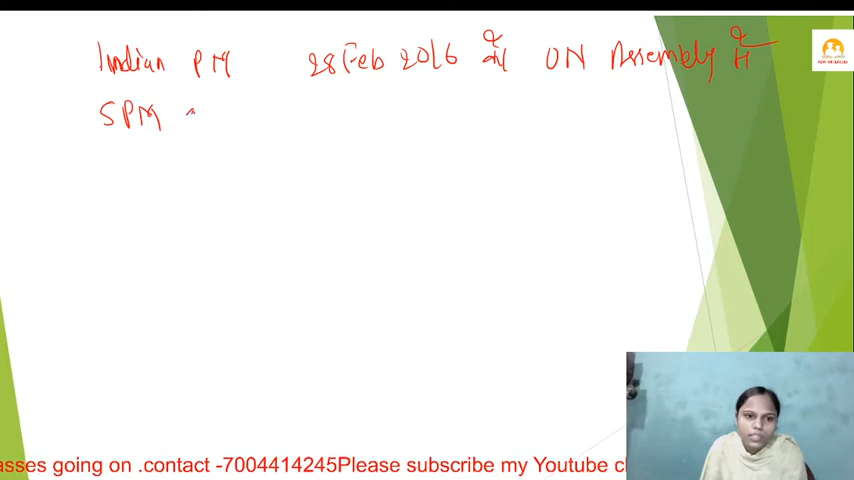 Indian PM 28 Feb 2016 में UN Assembly में
SPM
asses going on .contact -7004414245Please subscribe my Youtube c